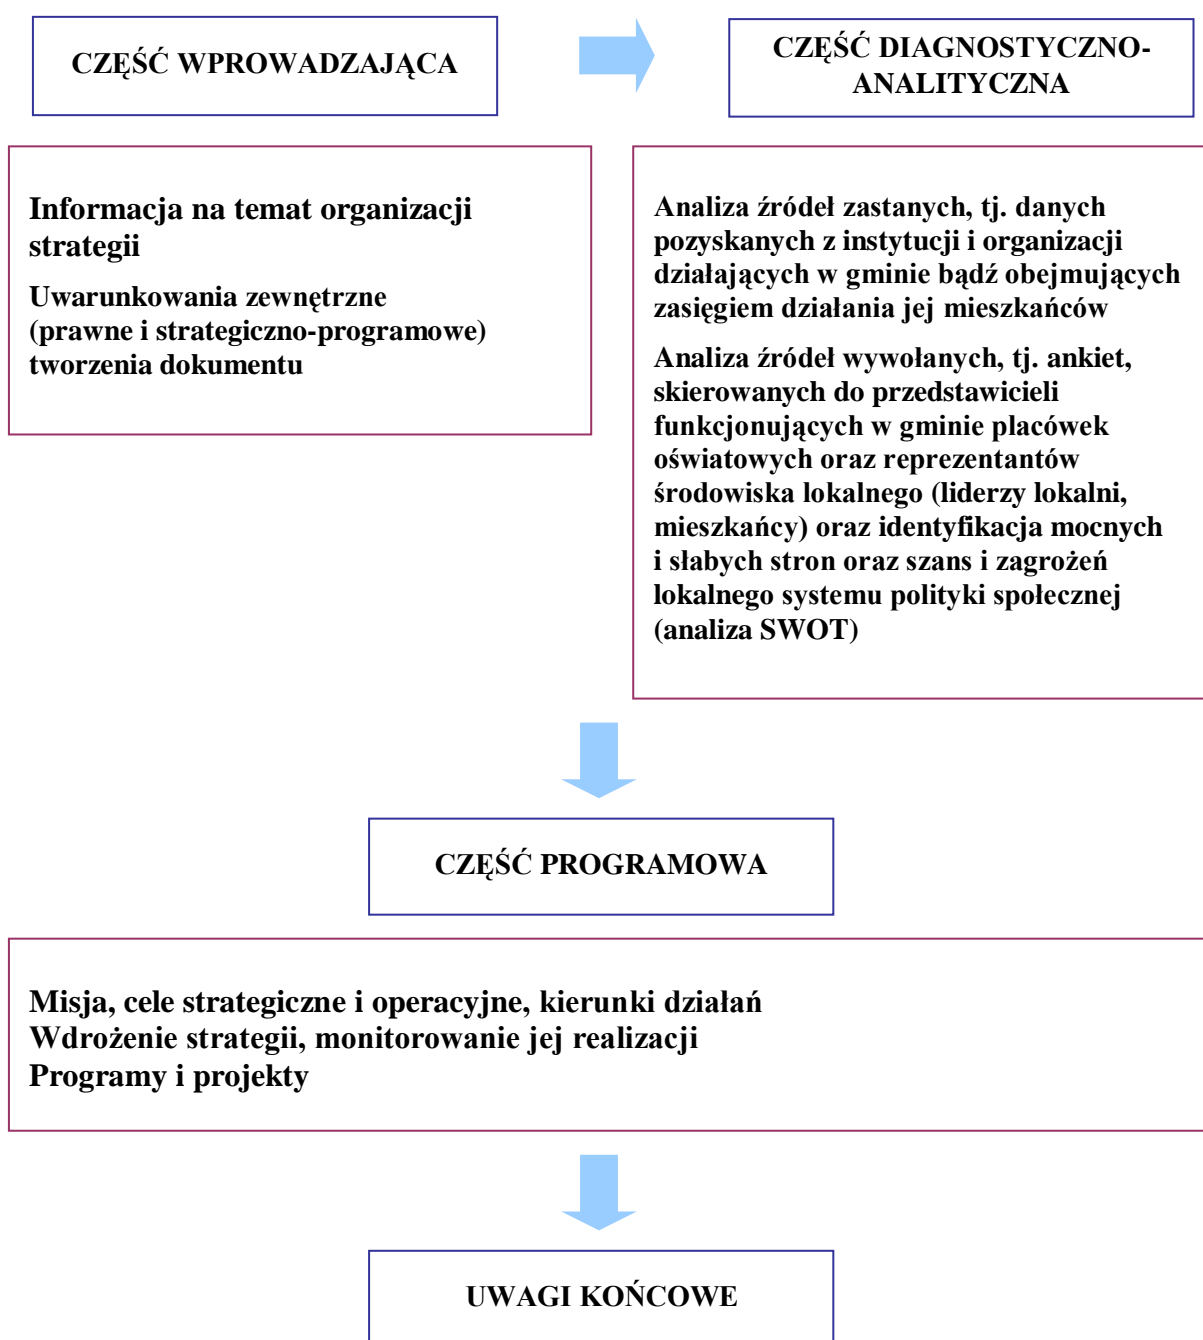 CZĘŚĆ WPROWADZAJĄCA
CZĘŚĆ DIAGNOSTYCZNO-
ANALITYCZNA
Informacja na temat organizacji
strategii
Uwarunkowania zewnętrzne
(prawne i strategiczno-programowe)
tworzenia dokumentu
Analiza źródeł zastanych, tj. danych
pozyskanych z instytucji i organizacji
działających w gminie bądź obejmujących
zasięgiem działania jej mieszkańców
Analiza źródeł wywołanych, tj. ankiet,
skierowanych do przedstawicieli
funkcjonujących w gminie placówek
oświatowych oraz reprezentantów
środowiska lokalnego (liderzy lokalni,
mieszkańcy) oraz identyfikacja mocnych
i słabych stron oraz szans i zagrożeń
lokalnego systemu polityki społecznej
(analiza SWOT)
CZĘŚĆ PROGRAMOWA
Misja, cele strategiczne i operacyjne, kierunki działań
Wdrożenie strategii, monitorowanie jej realizacji
Programy i projekty
UWAGI KOŃCOWE